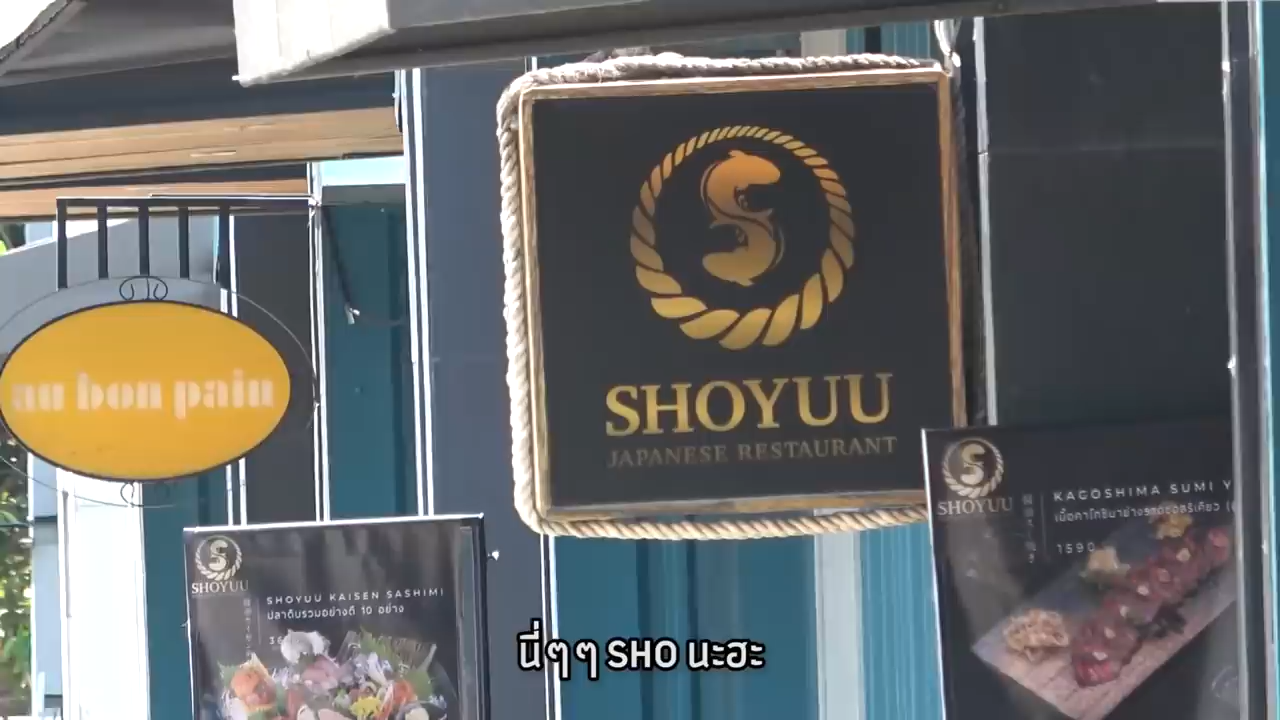 SHOYUU
JAPANESE RESTAURANT
au bon pain
SHOYUU
SHOYUU KAISEN SASHIMI
ปลาดิบรวมอย่างดี 10 อย่าง
SHOYUU
KAGOSHIMA SUMI Y
1590
นี่ๆๆ SHO นะฮะ